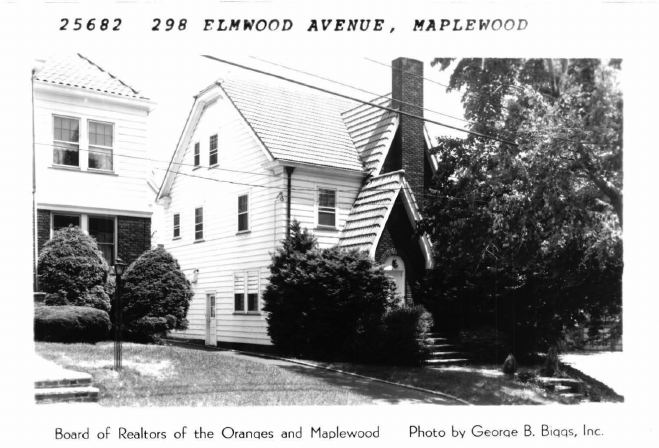 25682 298 ELMWOOD AVENUE, MAPLEWOOD
Board of Realtors of the Oranges and Maplewood Photo by George B. Biggs, Inc.